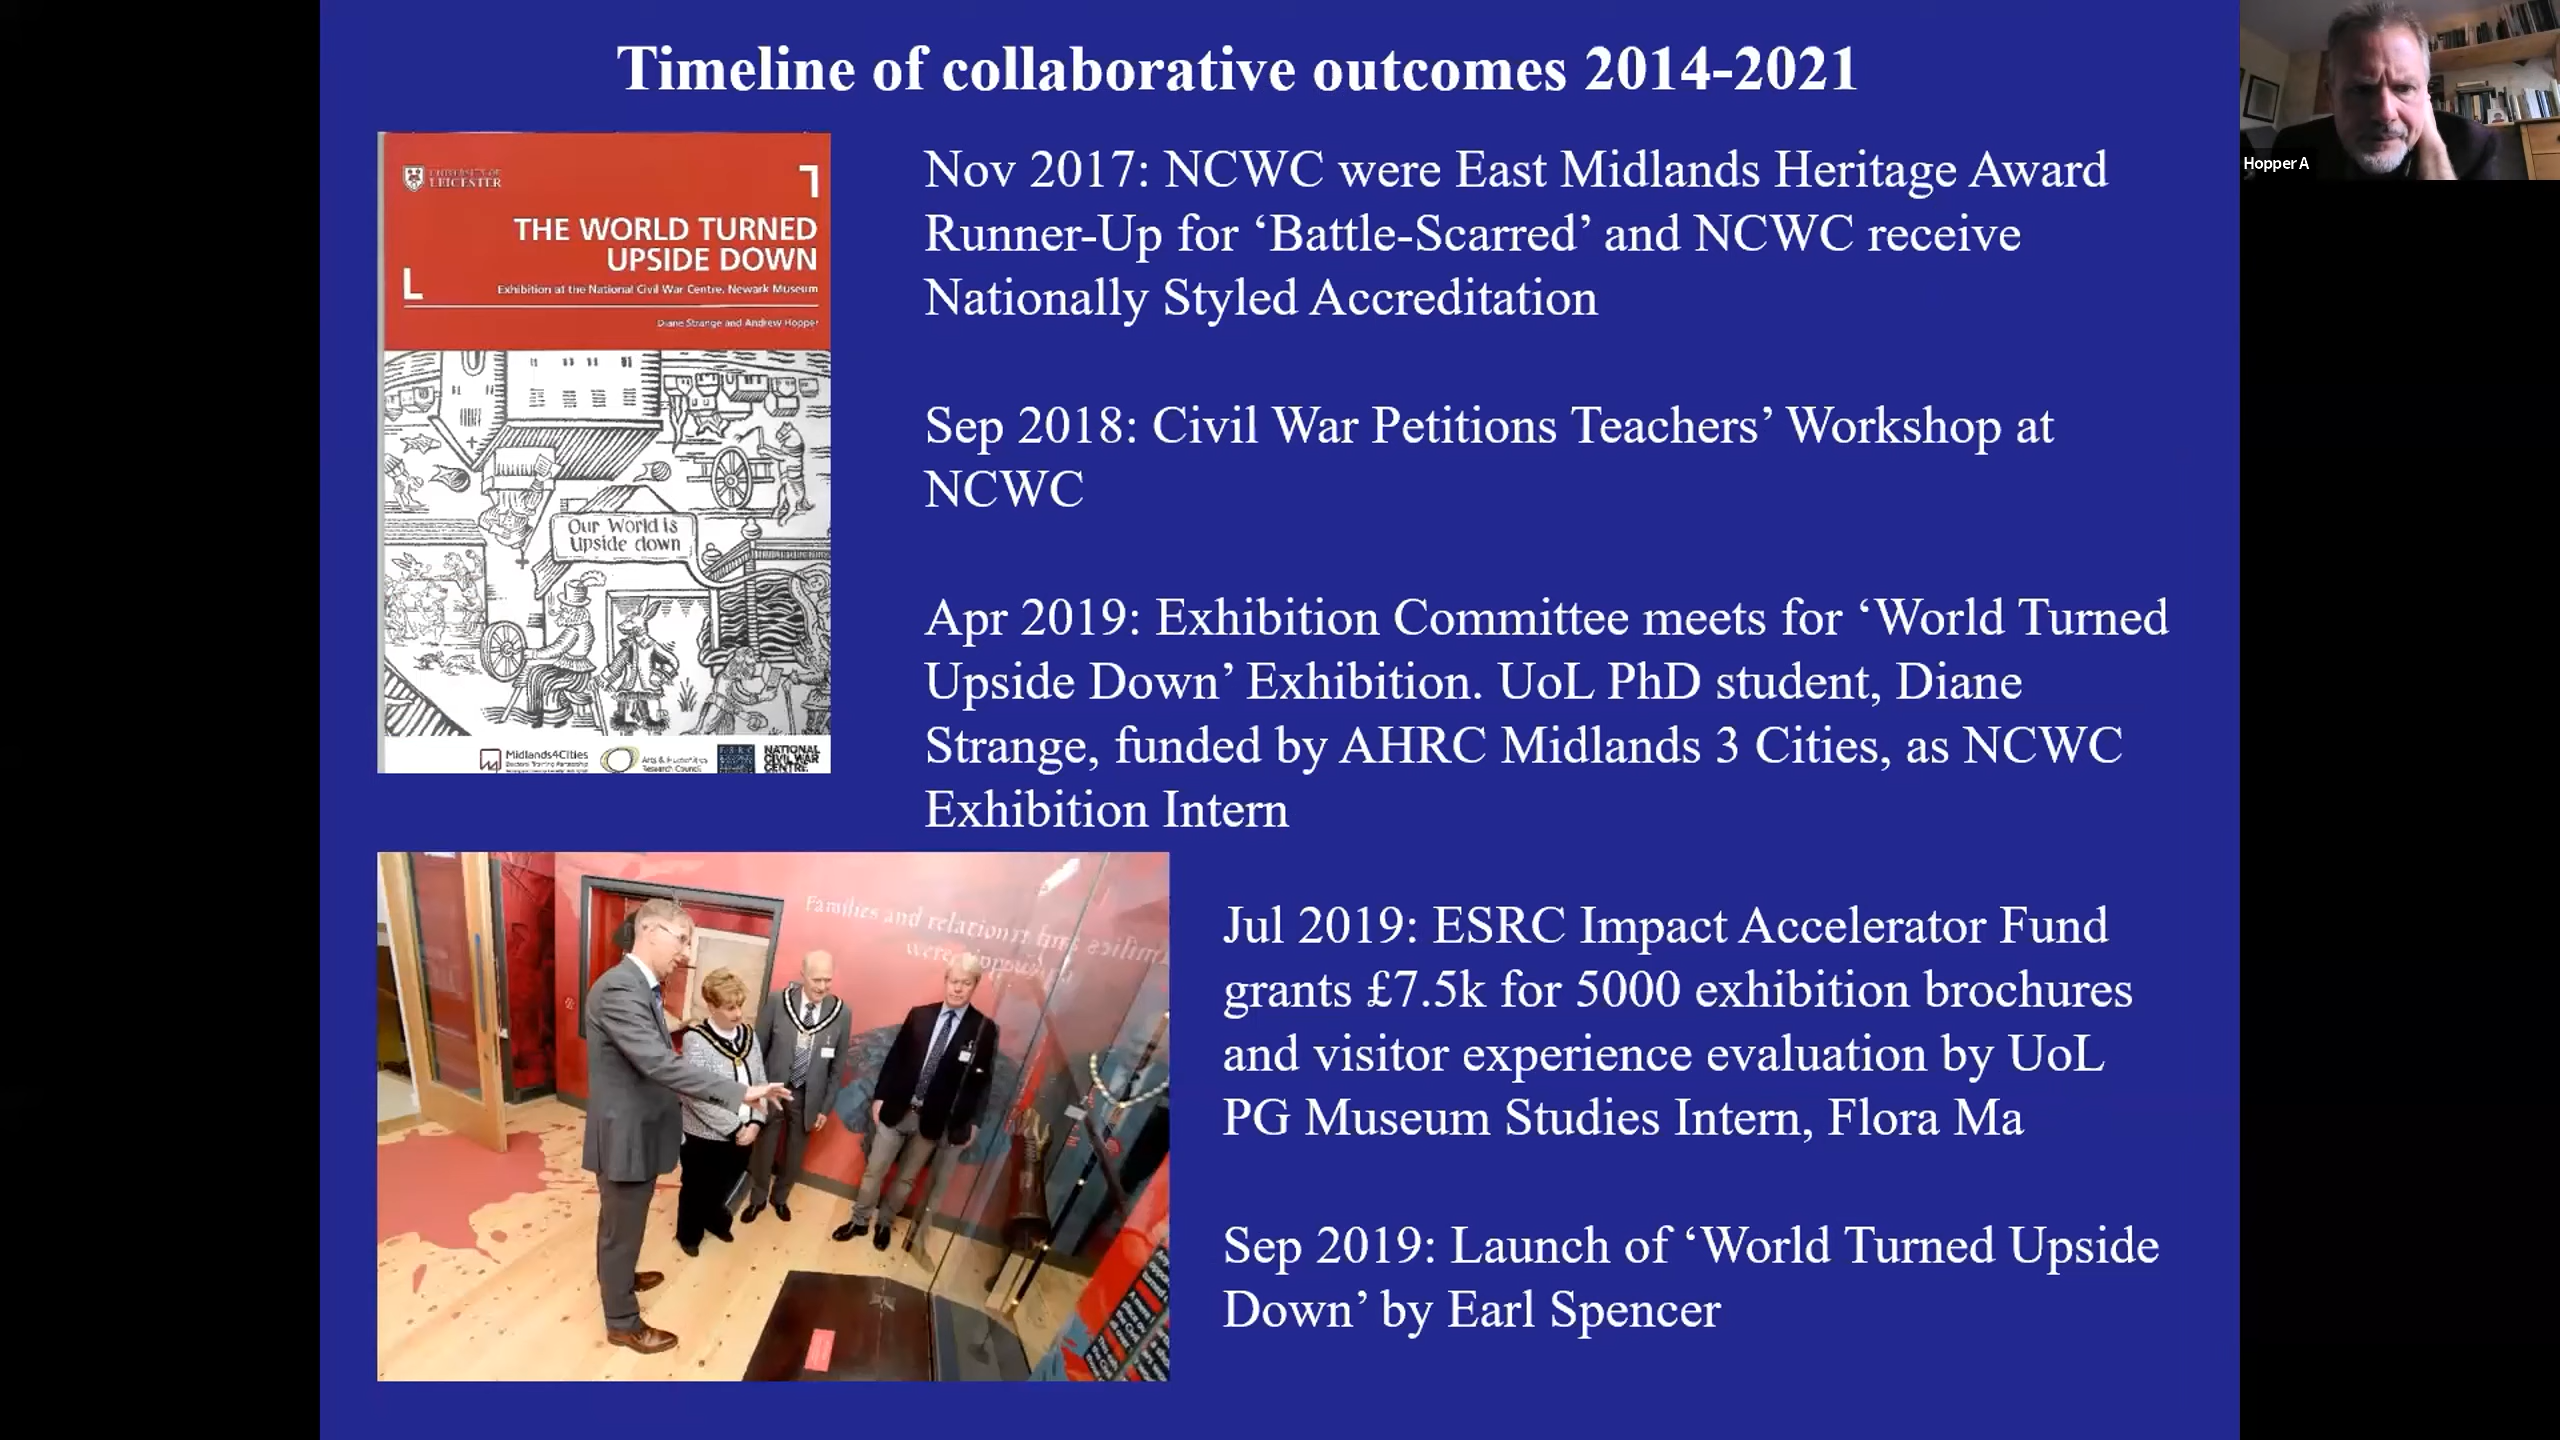 Timeline of collaborative outcomes 2014-2021
UNIVERSITY OF
LEICESTER
THE WORLD TURNED
UPSIDE DOWN
Exhibition at the National Civil War Centre, Newark Museum
Diane Strange and Andrew Hopper
Our World is
Upside down
Midlands4Cities
Arts & Humanities
Research Council
NATIONAL
CIVIL WAR
CENTRE
Nov 2017: NCWC were East Midlands Heritage Award
Runner-Up for ‘Battle-Scarred’ and NCWC receive
Nationally Styled Accreditation
Sep 2018: Civil War Petitions Teachers’ Workshop at
NCWC
Apr 2019: Exhibition Committee meets for ‘World Turned
Upside Down’ Exhibition. UoL PhD student, Diane
Strange, funded by AHRC Midlands 3 Cities, as NCWC
Exhibition Intern
Families and relations
were
Jul 2019: ESRC Impact Accelerator Fund
grants £7.5k for 5000 exhibition brochures
and visitor experience evaluation by UoL
PG Museum Studies Intern, Flora Ma
Sep 2019: Launch of ‘World Turned Upside
Down’ by Earl Spencer
Hopper A